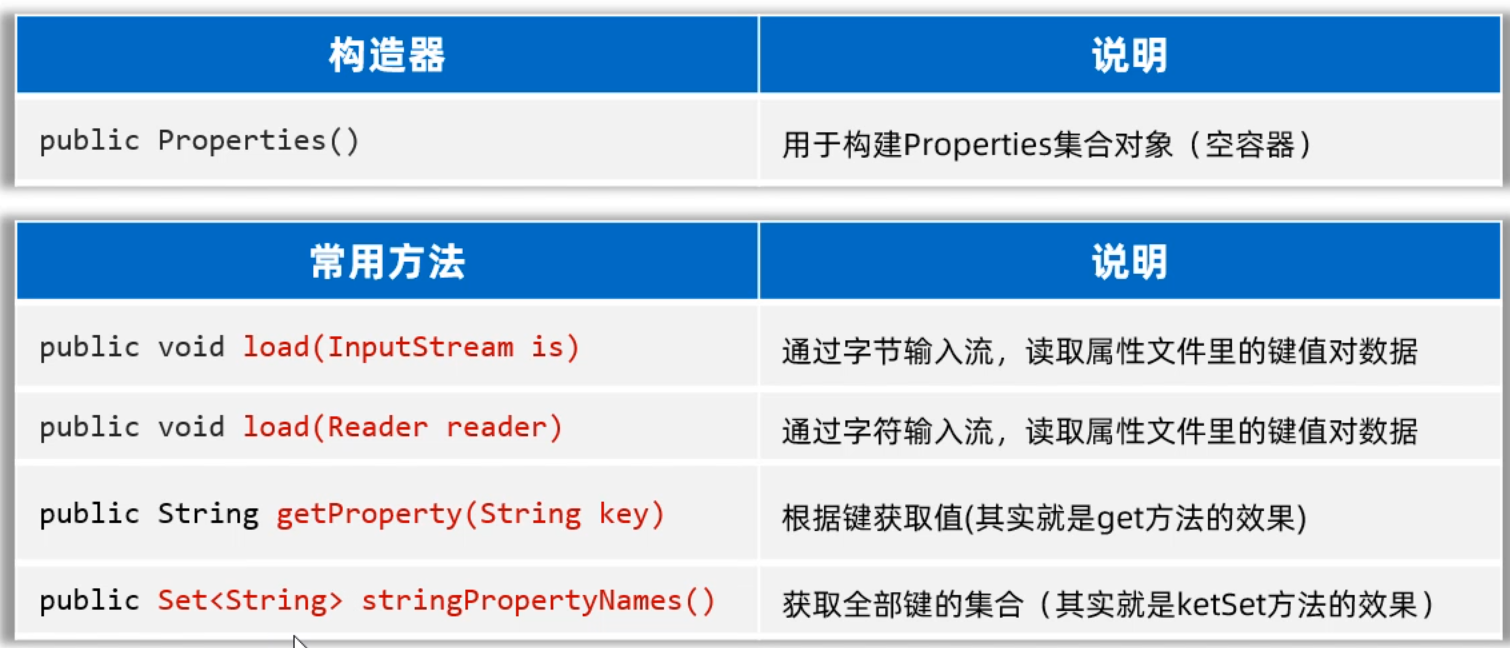 构造器 说明
public Properties() 用于构建Properties集合对象（空容器）
常用方法 说明
public void load(InputStream is) 通过字节输入流，读取属性文件里的键值对数据
public void load(Reader reader) 通过字符输入流，读取属性文件里的键值对数据
public String getProperty(String key) 根据键获取值(其实就是get方法的效果)
public Set<String> stringPropertyNames() 获取全部键的集合（其实就是ketSet方法的效果）